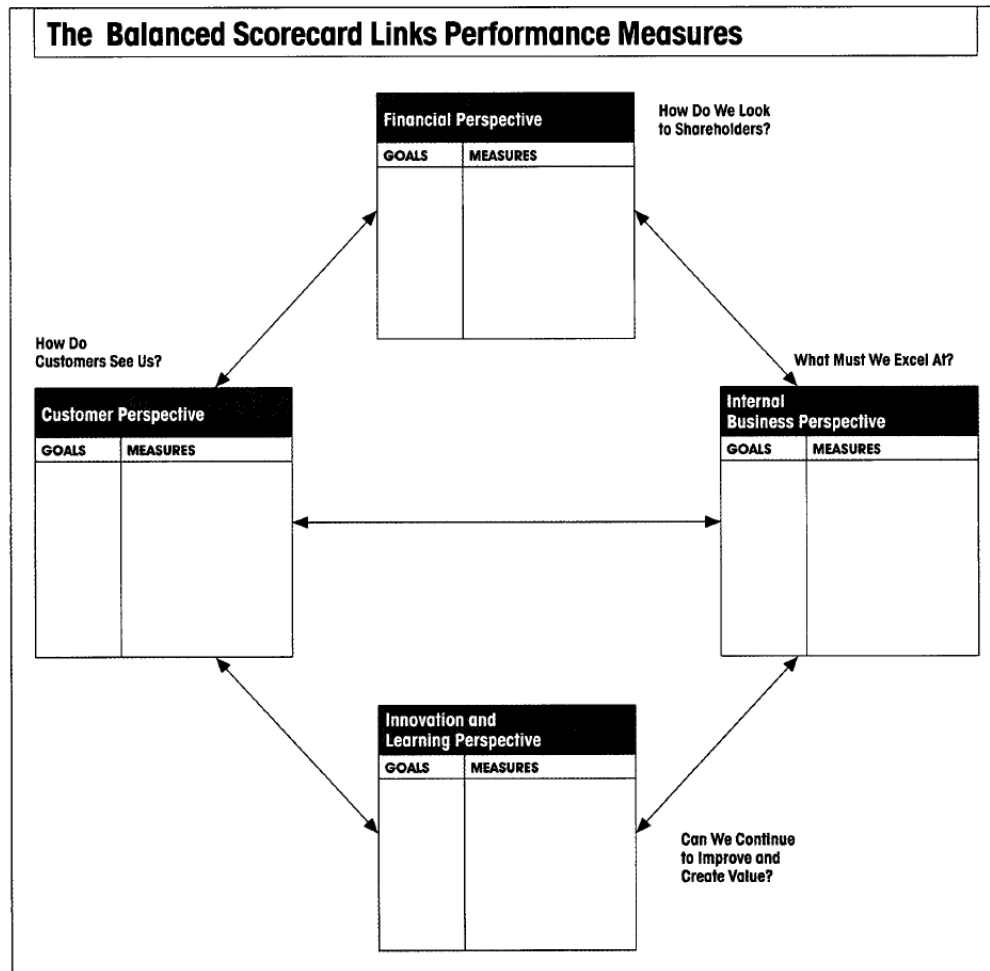 The Balanced Scorecard Links Performance Measures
Financial Perspective
GOALS MEASURES
How Do We Look
to Shareholders?
How Do
Customers See Us?
Customer Perspective
GOALS MEASURES
What Must We Excel At?
Internal
Business Perspective
GOALS MEASURES
Innovation and
Learning Perspective
GOALS MEASURES
Can We Continue
to Improve and
Create Value?